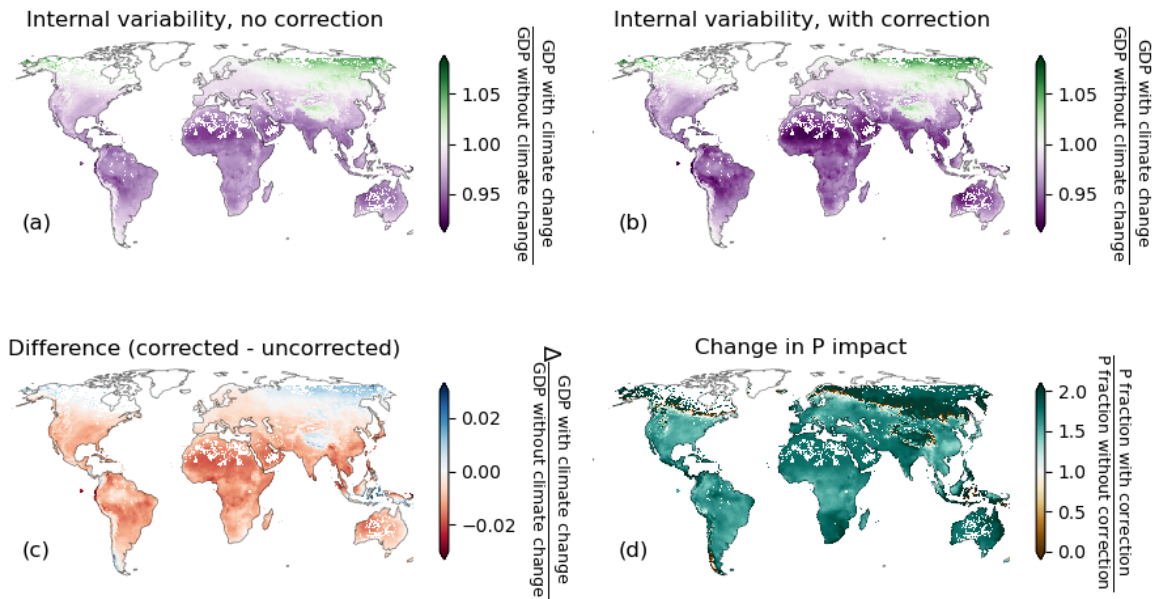 Internal variability, no correction
1.05
1.00
0.95
GDP with climate change
GDP without climate change
(a)
Internal variability, with correction
1.05
1.00
0.95
GDP with climate change
GDP without climate change
(b)
Difference (corrected - uncorrected)
0.02
0.00
−0.02
Δ
GDP with climate change
GDP without climate change
(c)
Change in P impact
2.0
1.5
1.0
0.5
0.0
P fraction with correction
P fraction without correction
(d)